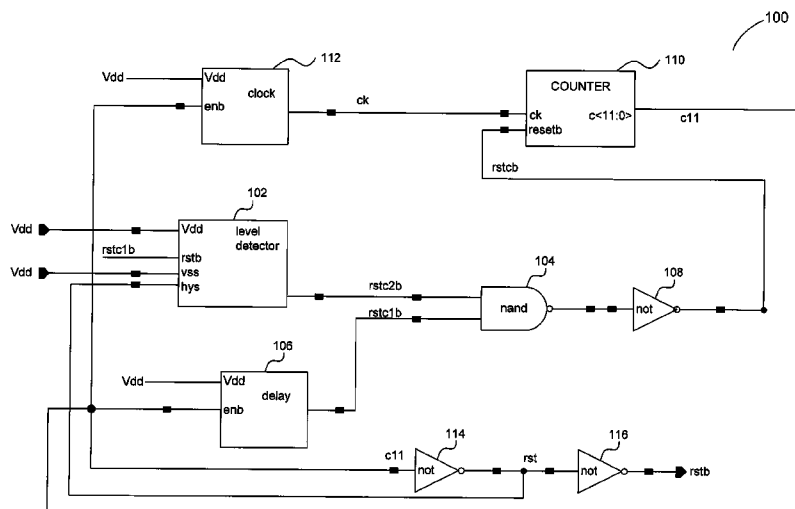 100
112
110
Vdd
Vdd
clock
enb
ck
COUNTER
c<11:0>
ck
resetb
c11
rstcb
102
Vdd
Vdd
level
detector
rstc1b
rstb
Vdd
vss
hys
rstc2b
rstc1b
104
nand
108
not
106
Vdd
Vdd
delay
enb
c11
114
not
rst
116
not
rstb